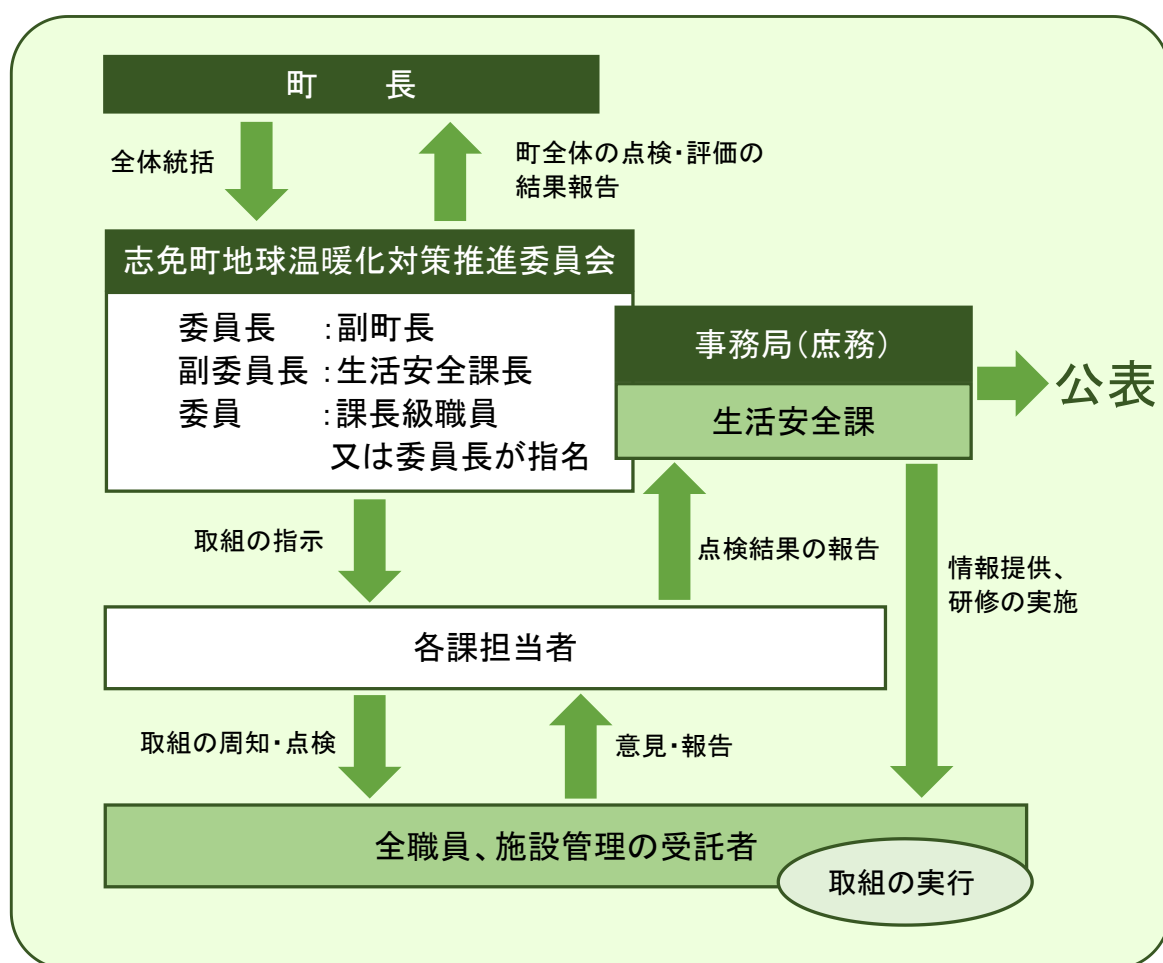 町　長
全体統括
町全体の点検・評価の
結果報告
志免町地球温暖化対策推進委員会
委員長　：副町長
副委員長：生活安全課長
委員　　：課長級職員
又は委員長が指名
事務局（庶務）
生活安全課
公表
取組の指示
点検結果の報告
情報提供、
研修の実施
各課担当者
取組の周知・点検
意見・報告
全職員、施設管理の受託者
取組の実行